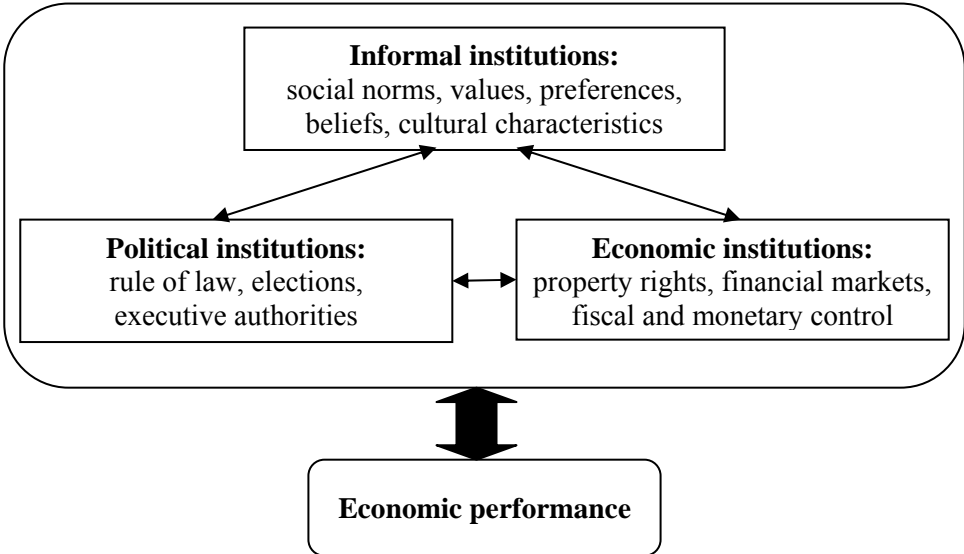 Informal institutions:
social norms, values, preferences,
beliefs, cultural characteristics
Political institutions:
rule of law, elections,
executive authorities
Economic institutions:
property rights, financial markets,
fiscal and monetary control
Economic performance